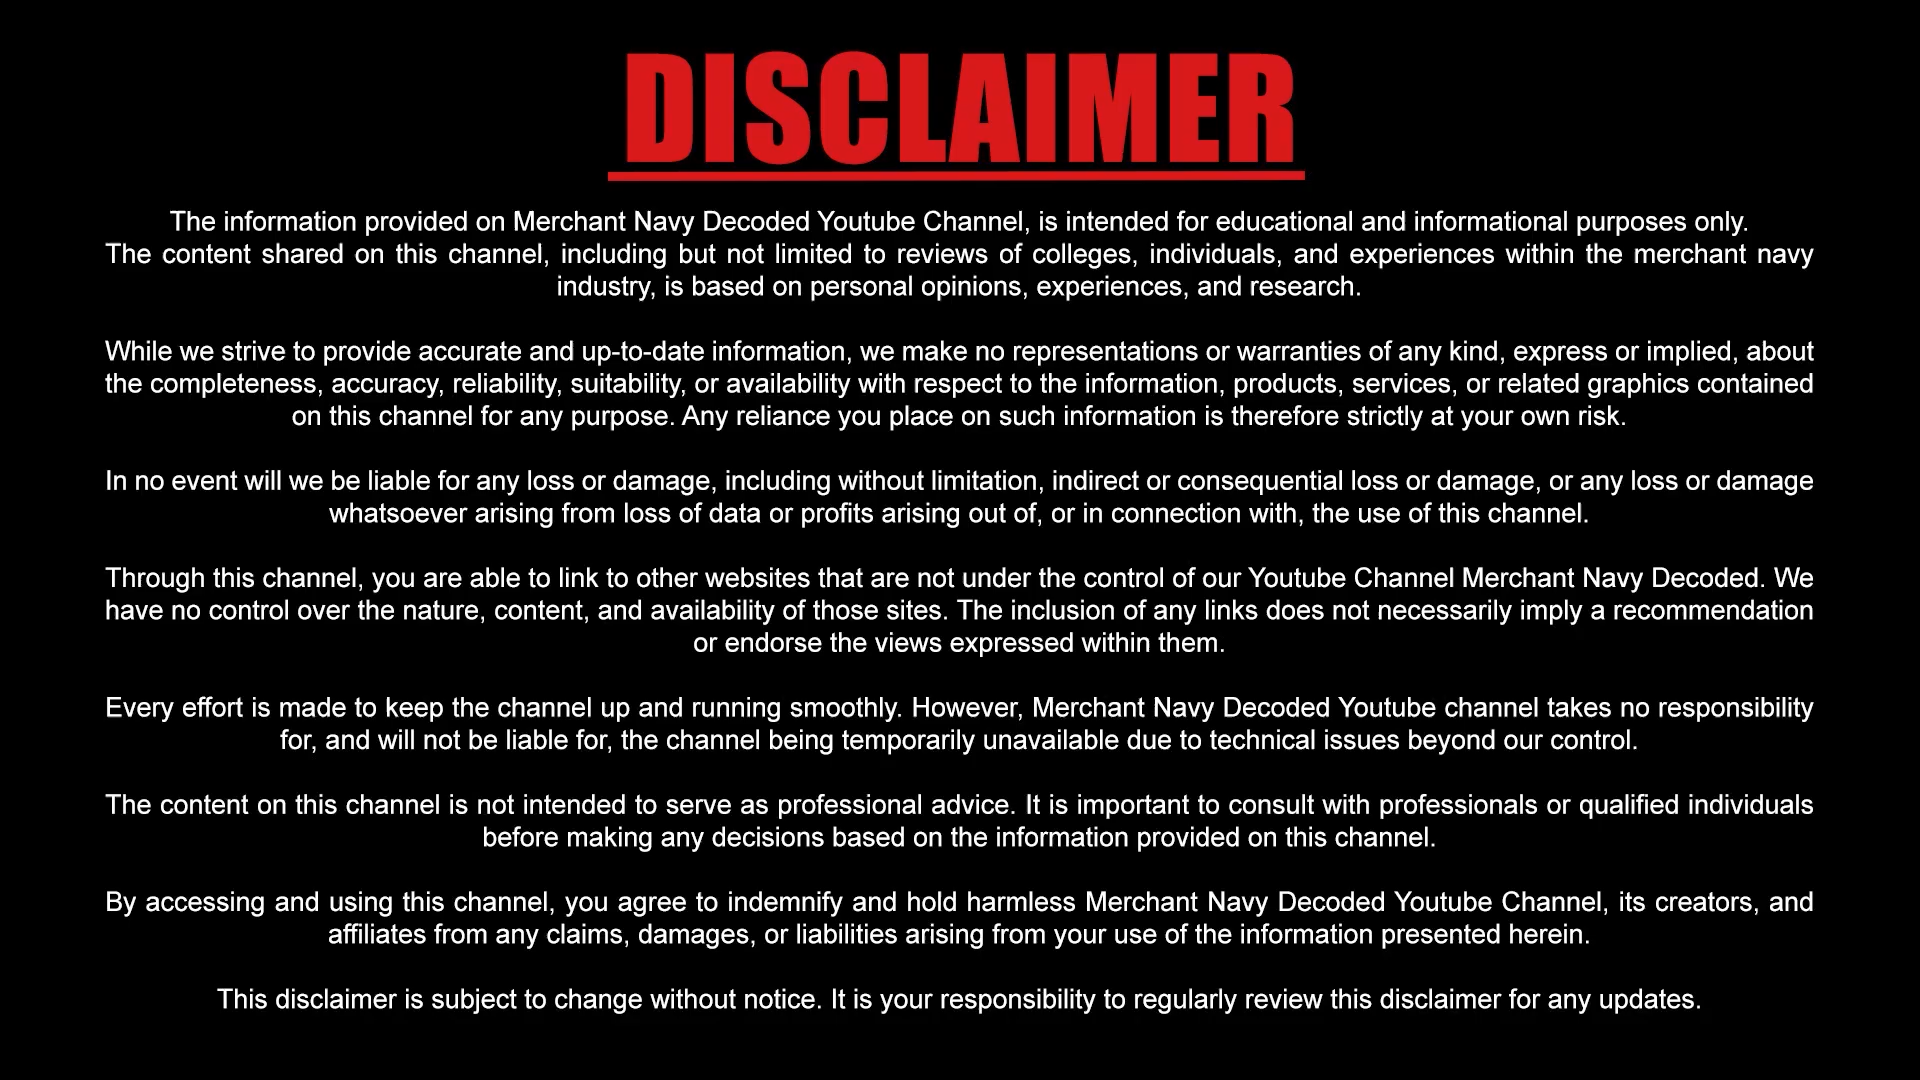 DISCLAIMER
The information provided on Merchant Navy Decoded Youtube Channel, is intended for educational and informational purposes only.
The content shared on this channel, including but not limited to reviews of colleges, individuals, and experiences within the merchant navy
industry, is based on personal opinions, experiences, and research.
While we strive to provide accurate and up-to-date information, we make no representations or warranties of any kind, express or implied, about
the completeness, accuracy, reliability, suitability, or availability with respect to the information, products, services, or related graphics contained
on this channel for any purpose. Any reliance you place on such information is therefore strictly at your own risk.
In no event will we be liable for any loss or damage, including without limitation, indirect or consequential loss or damage, or any loss or damage
whatsoever arising from loss of data or profits arising out of, or in connection with, the use of this channel.
Through this channel, you are able to link to other websites that are not under the control of our Youtube Channel Merchant Navy Decoded. We
have no control over the nature, content, and availability of those sites. The inclusion of any links does not necessarily imply a recommendation
or endorse the views expressed within them.
Every effort is made to keep the channel up and running smoothly. However, Merchant Navy Decoded Youtube channel takes no responsibility
for, and will not be liable for, the channel being temporarily unavailable due to technical issues beyond our control.
The content on this channel is not intended to serve as professional advice. It is important to consult with professionals or qualified individuals
before making any decisions based on the information provided on this channel.
By accessing and using this channel, you agree to indemnify and hold harmless Merchant Navy Decoded Youtube Channel, its creators, and
affiliates from any claims, damages, or liabilities arising from your use of the information presented herein.
This disclaimer is subject to change without notice. It is your responsibility to regularly review this disclaimer for any updates.